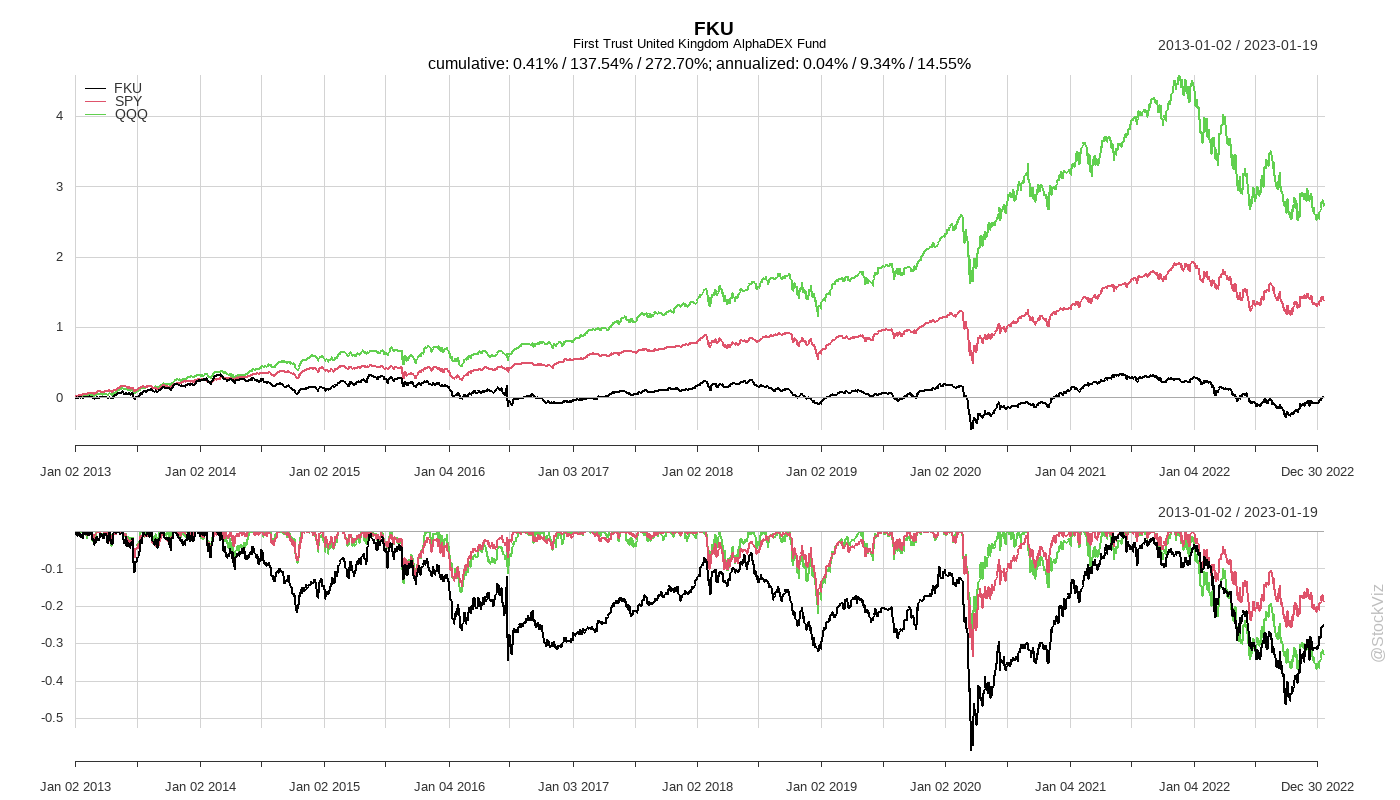 FKU
First Trust United Kingdom AlphaDEX Fund
2013-01-02 / 2023-01-19
cumulative: 0.41% / 137.54% / 272.70%; annualized: 0.04% / 9.34% / 14.55%
FKU
SPY
QQQ
4
3
2
1
0
Jan 02 2013 Jan 02 2014 Jan 02 2015 Jan 04 2016 Jan 03 2017 Jan 02 2018 Jan 02 2019 Jan 02 2020 Jan 04 2021 Jan 04 2022 Dec 30 2022
2013-01-02 / 2023-01-19
-0.1
-0.2
-0.3
-0.4
-0.5
Jan 02 2013 Jan 02 2014 Jan 02 2015 Jan 04 2016 Jan 03 2017 Jan 02 2018 Jan 02 2019 Jan 02 2020 Jan 04 2021 Jan 04 2022 Dec 30 2022
@StockViz